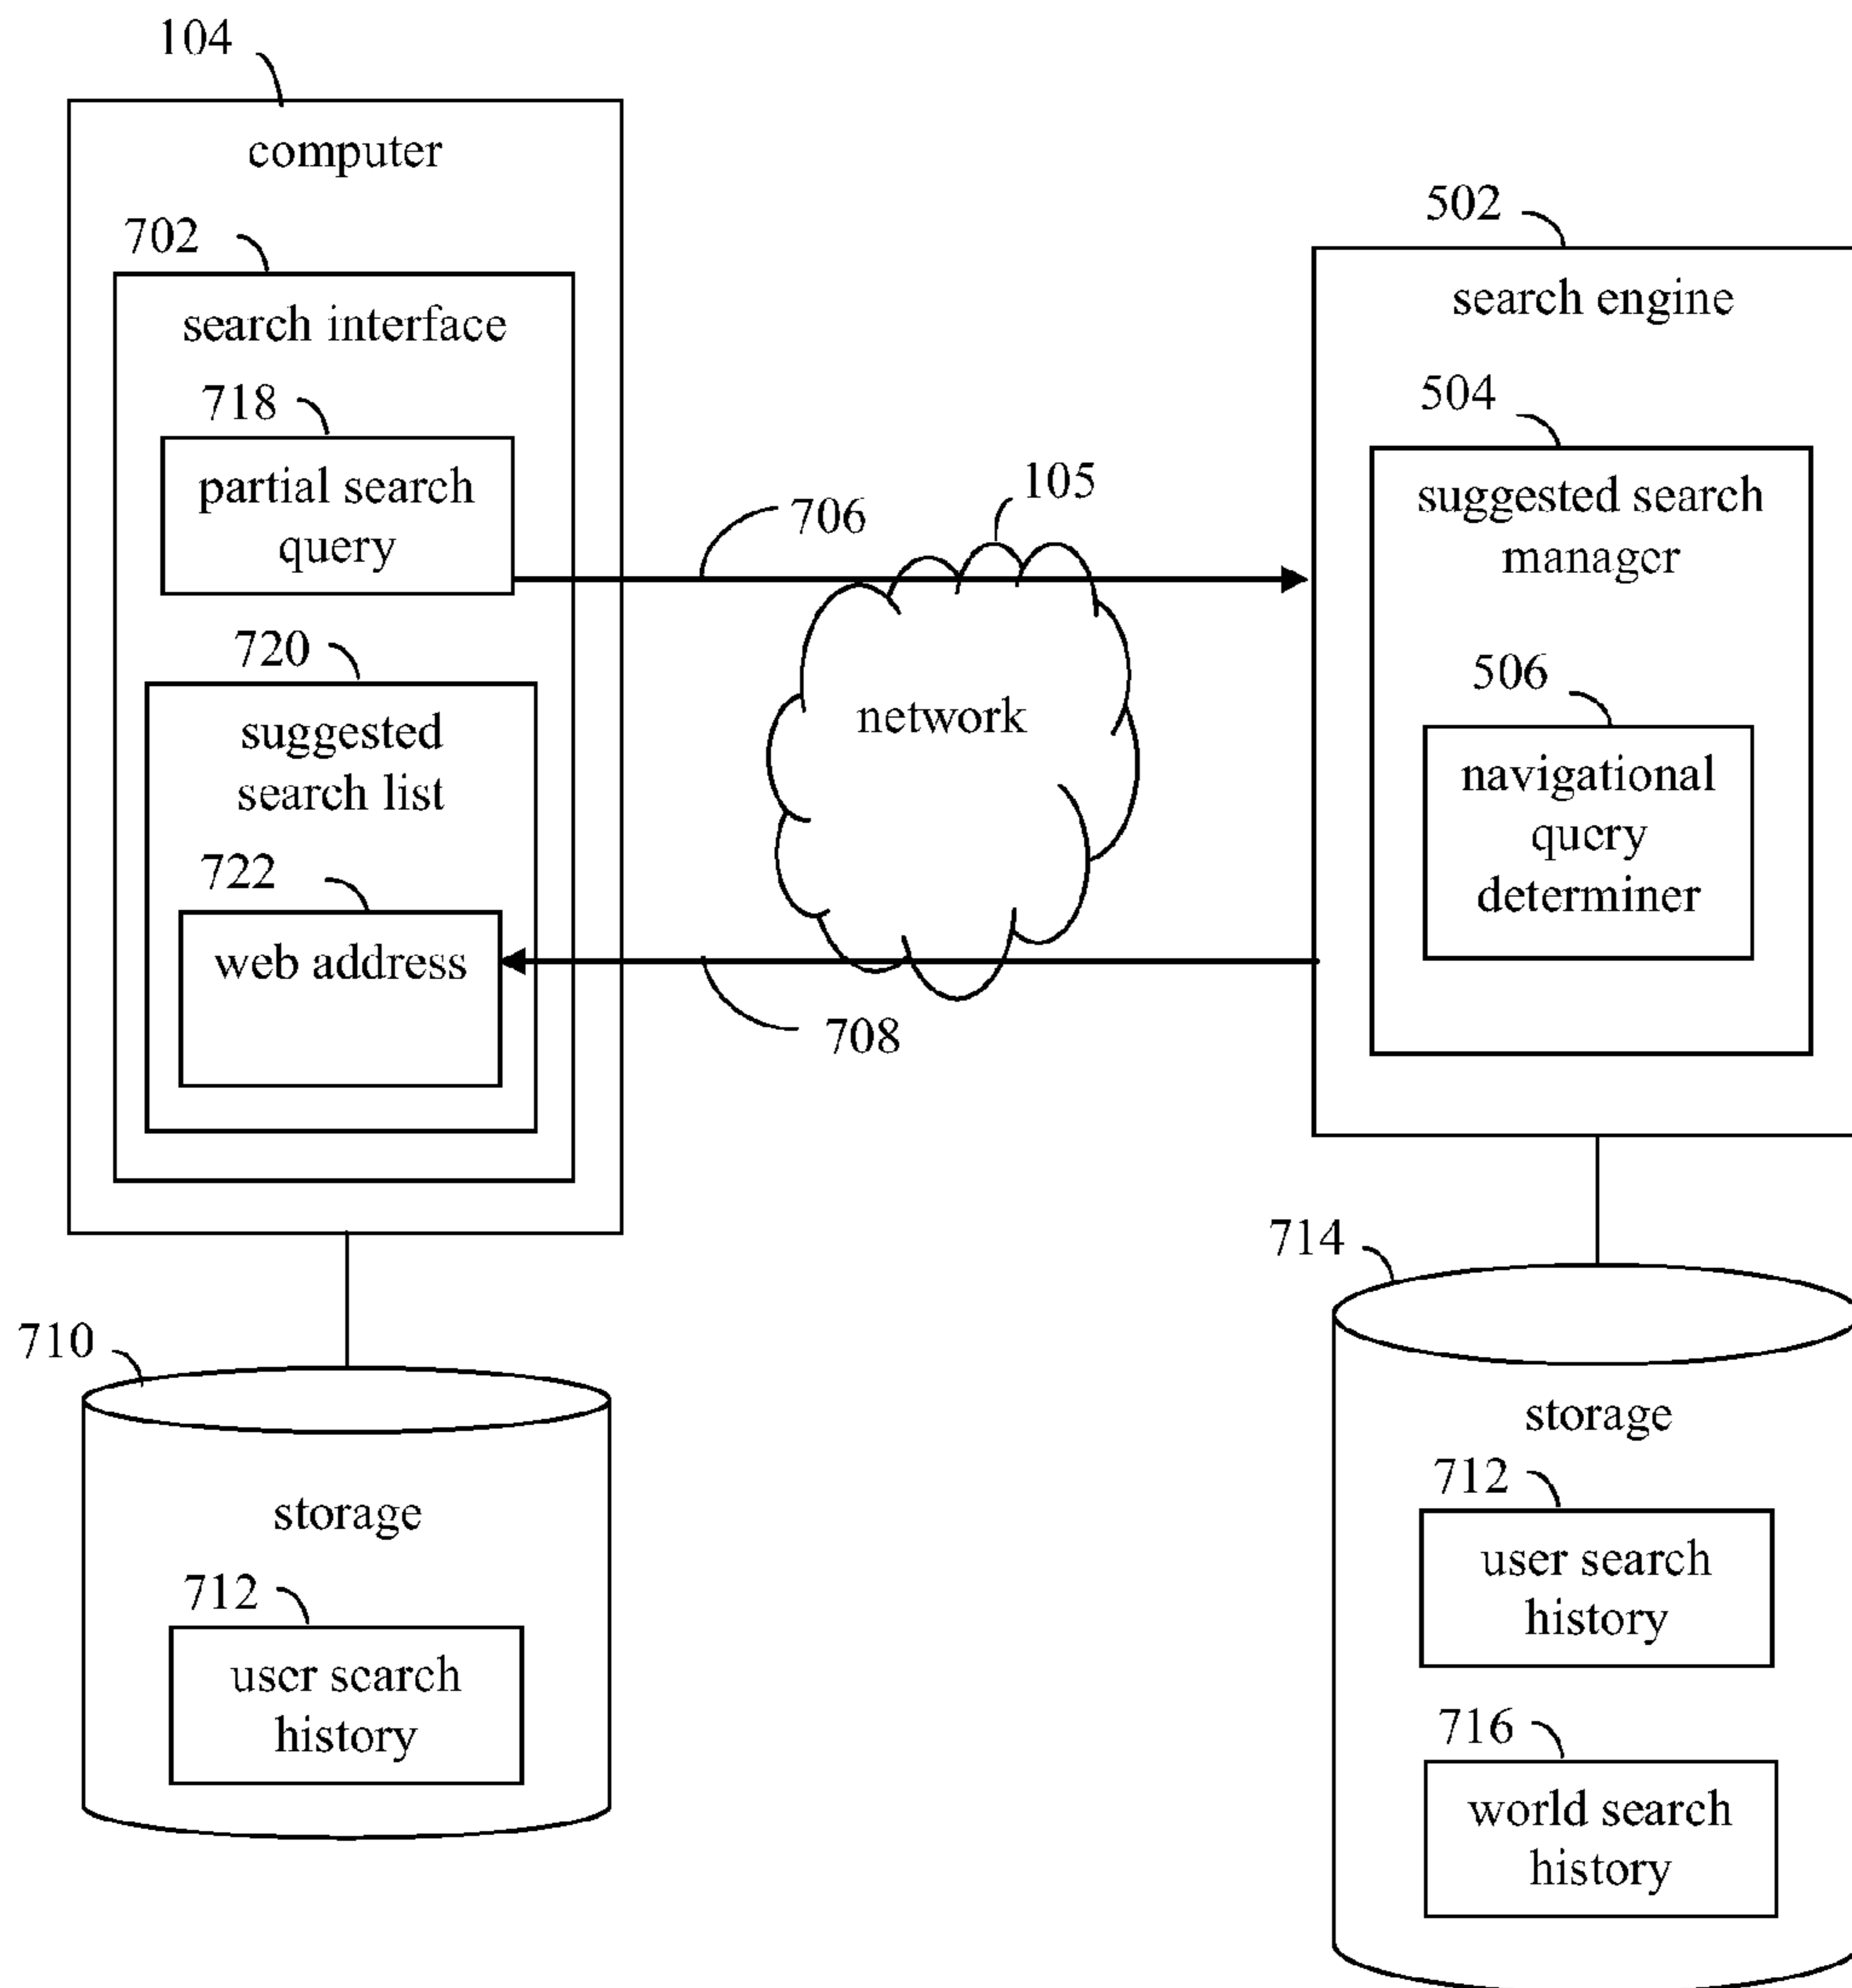 104
computer
702
search interface
718
partial search
query
720
suggested
search list
722
web address
706
105
network
708
502
search engine
504
suggested search
manager
506
navigational
query
determiner
710
storage
712
user search
history
714
storage
712
user search
history
716
world search
history